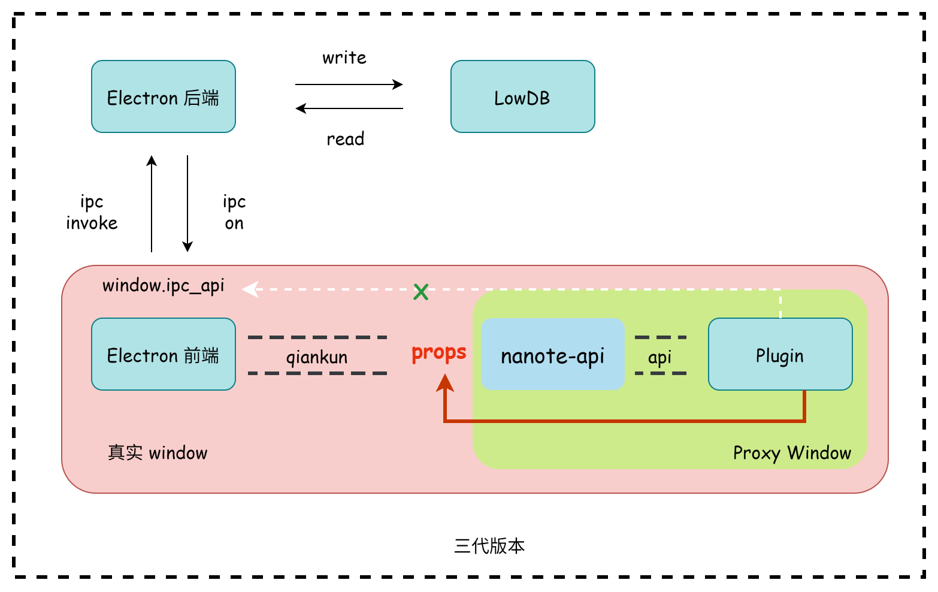 write
Electron 后端
LowDB
read
ipc
invoke
ipc
on
window.ipc_api
X
Electron 前端
qiankun
props
nanote-api
api
Plugin
真实 window
Proxy Window
三代版本